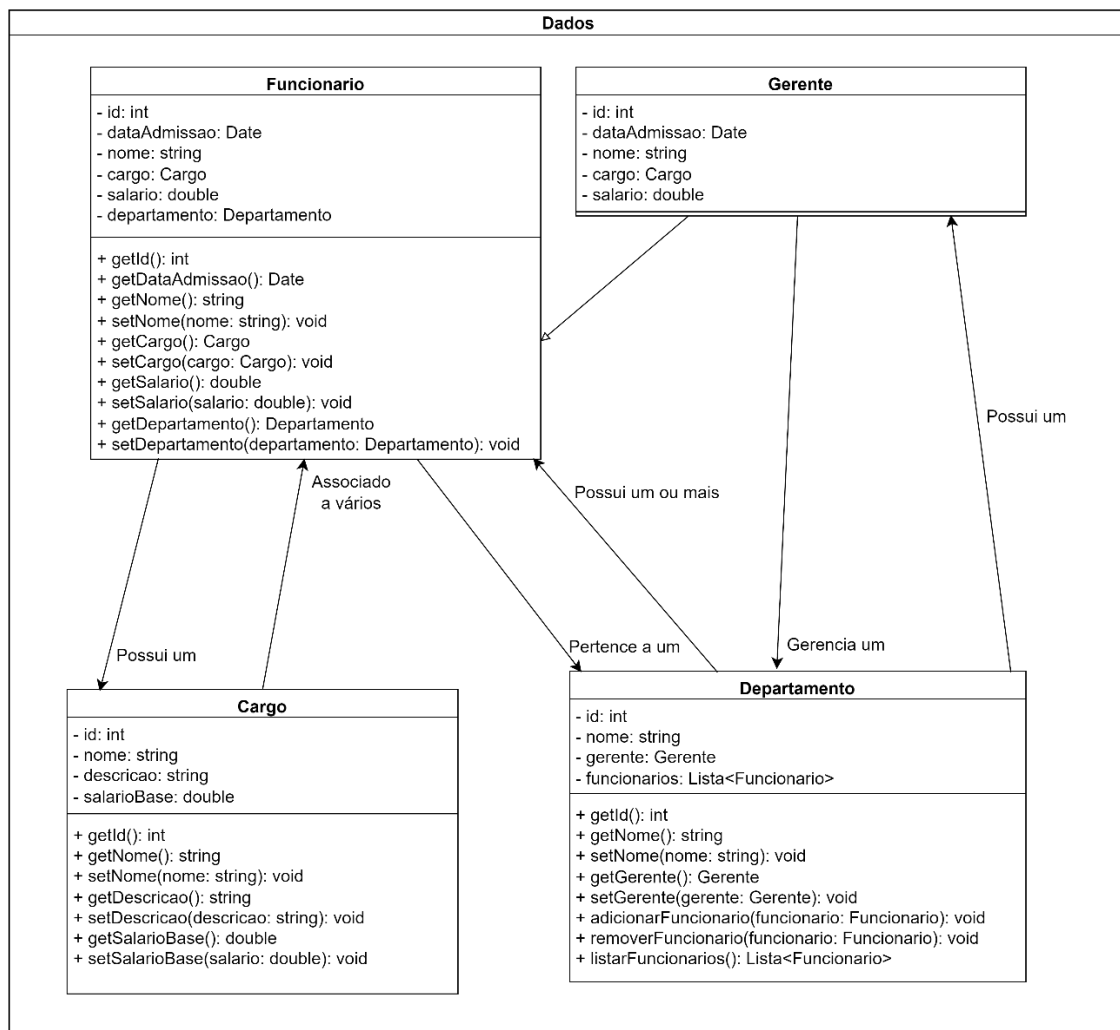 Dados
Funcionario
- id: int
- dataAdmissao: Date
- nome: string
- cargo: Cargo
- salario: double
- departamento: Departamento
+ getId(): int
+ getDataAdmissao(): Date
+ getNome(): string
+ setNome(nome: string): void
+ getCargo(): Cargo
+ setCargo(cargo: Cargo): void
+ getSalario(): double
+ setSalario(salario: double): void
+ getDepartamento(): Departamento
+ setDepartamento(departamento: Departamento): void
Gerente
- id: int
- dataAdmissao: Date
- nome: string
- cargo: Cargo
- salario: double
Possui um
Associado
a vários
Possui um ou mais
Possui um
Pertence a um
Gerencia um
Cargo
- id: int
- nome: string
- descricao: string
- salarioBase: double
+ getId(): int
+ getNome(): string
+ setNome(nome: string): void
+ getDescricao(): string
+ setDescricao(descricao: string): void
+ getSalarioBase(): double
+ setSalarioBase(salario: double): void
Departamento
- id: int
- nome: string
- gerente: Gerente
- funcionarios: Lista<Funcionario>
+ getId(): int
+ getNome(): string
+ setNome(nome: string): void
+ getGerente(): Gerente
+ setGerente(gerente: Gerente): void
+ adicionarFuncionario(funcionario: Funcionario): void
+ removerFuncionario(funcionario: Funcionario): void
+ listarFuncionarios(): Lista<Funcionario>